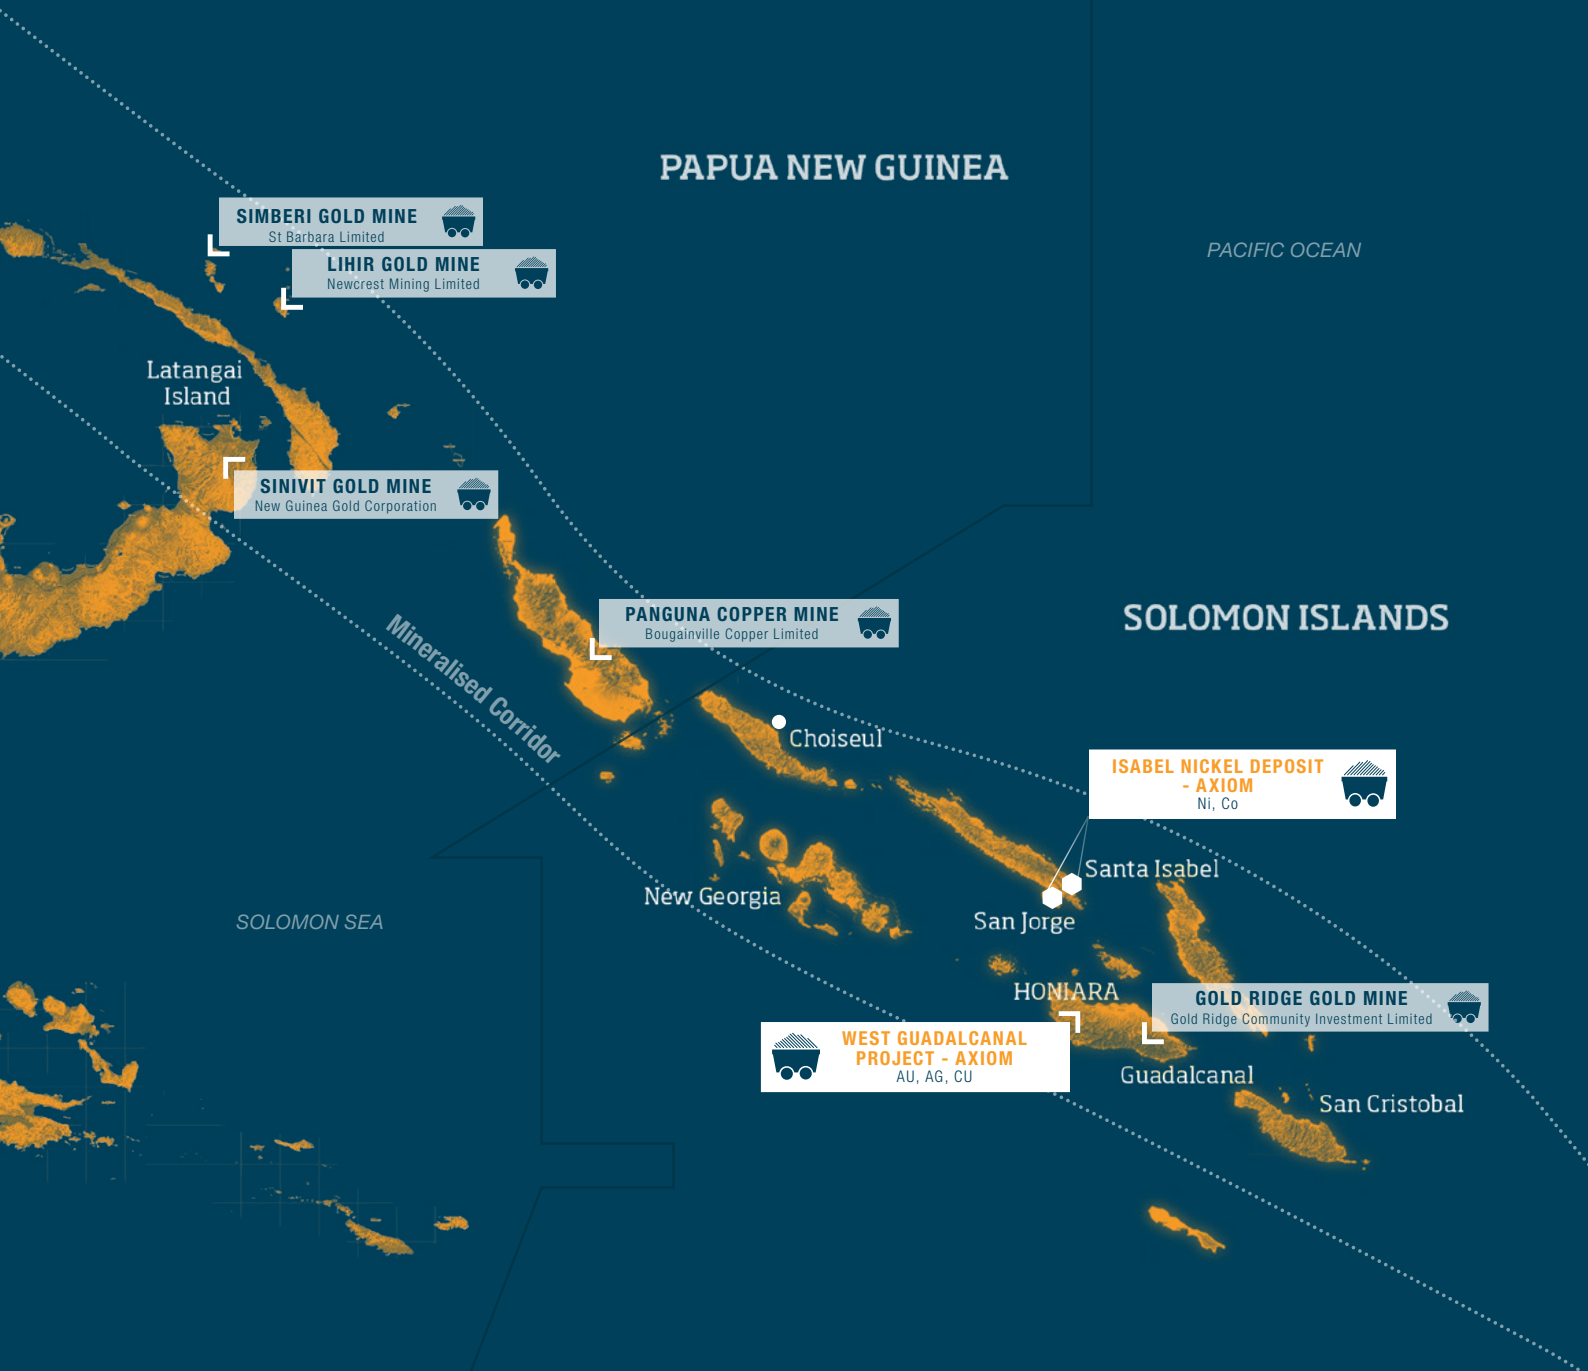 PAPUA NEW GUINEA
SIMBERI GOLD MINE
St Barbara Limited
PACIFIC OCEAN
LIHIR GOLD MINE
Newcrest Mining Limited
Latangai
Island
SINIVIT GOLD MINE
New Guinea Gold Corporation
PANGUNA COPPER MINE
Bougainville Copper Limited
SOLOMON ISLANDS
Mineralised Corridor
Choiseul
ISABEL NICKEL DEPOSIT
- AXIOM
Ni, Co
Santa Isabel
New Georgia
San Jorge
SOLOMON SEA
HONIARA
GOLD RIDGE GOLD MINE
Gold Ridge Community Investment Limited
WEST GUADALCANAL
PROJECT - AXIOM
AU, AG, CU
Guadalcanal
San Cristobal